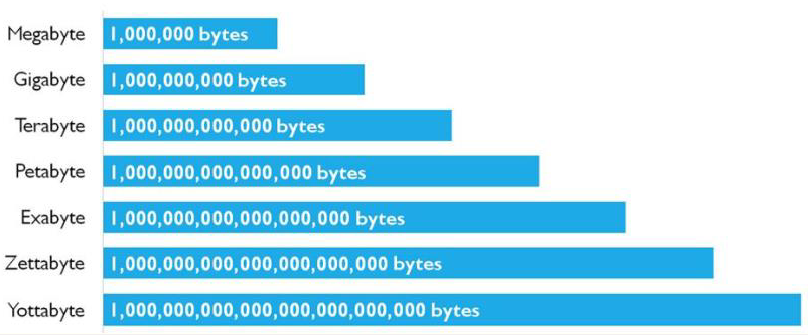 Megabyte 1,000,000 bytes
Gigabyte 1,000,000,000 bytes
Terabyte 1,000,000,000,000 bytes
Petabyte 1,000,000,000,000,000 bytes
Exabyte 1,000,000,000,000,000,000 bytes
Zettabyte 1,000,000,000,000,000,000,000 bytes
Yottabyte 1,000,000,000,000,000,000,000,000 bytes